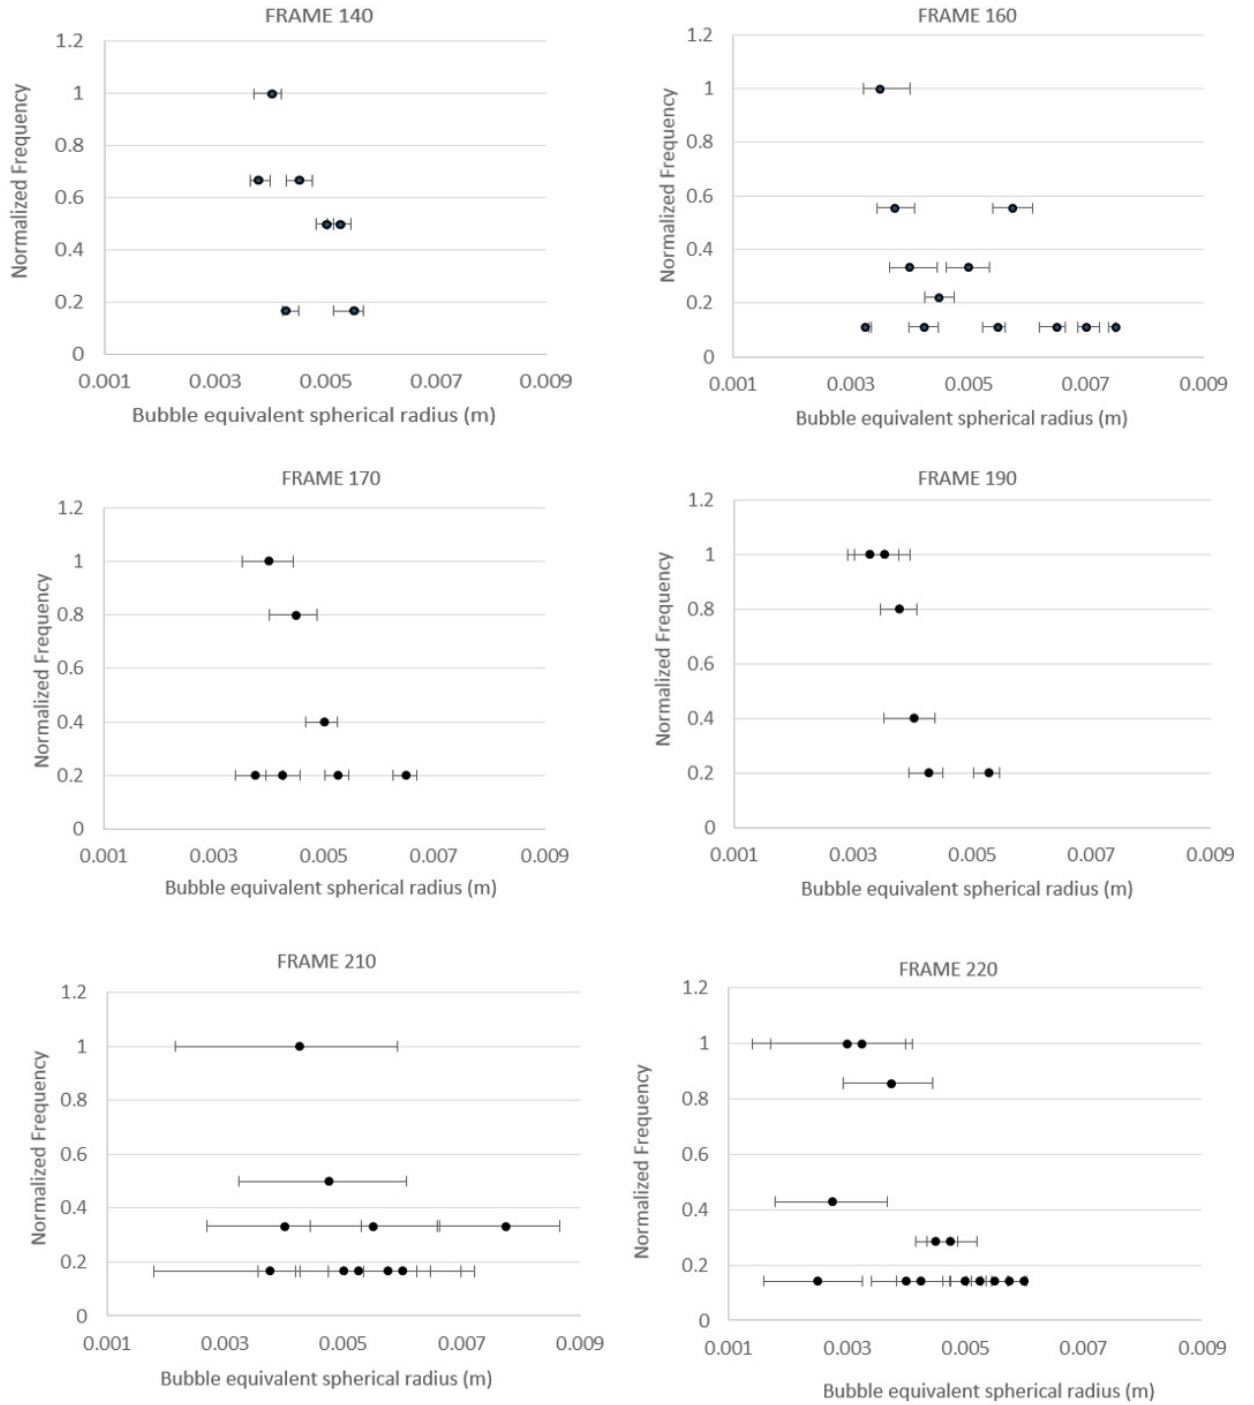 FRAME 140
1.2
1
0.8
0.6
0.4
0.2
0
Normalized Frequency
0.001 0.003 0.005 0.007 0.009
Bubble equivalent spherical radius (m)
FRAME 160
1.2
1
0.8
0.6
0.4
0.2
0
Normalized Frequency
0.001 0.003 0.005 0.007 0.009
Bubble equivalent spherical radius (m)
FRAME 170
1.2
1
0.8
0.6
0.4
0.2
0
Normalized Frequency
0.001 0.003 0.005 0.007 0.009
Bubble equivalent spherical radius (m)
FRAME 190
1.2
1
0.8
0.6
0.4
0.2
0
Normalized Frequency
0.001 0.003 0.005 0.007 0.009
Bubble equivalent spherical radius (m)
FRAME 210
1.2
1
0.8
0.6
0.4
0.2
0
Normalized Frequency
0.001 0.003 0.005 0.007 0.009
Bubble equivalent spherical radius (m)
FRAME 220
1.2
1
0.8
0.6
0.4
0.2
0
Normalized Frequency
0.001 0.003 0.005 0.007 0.009
Bubble equivalent spherical radius (m)